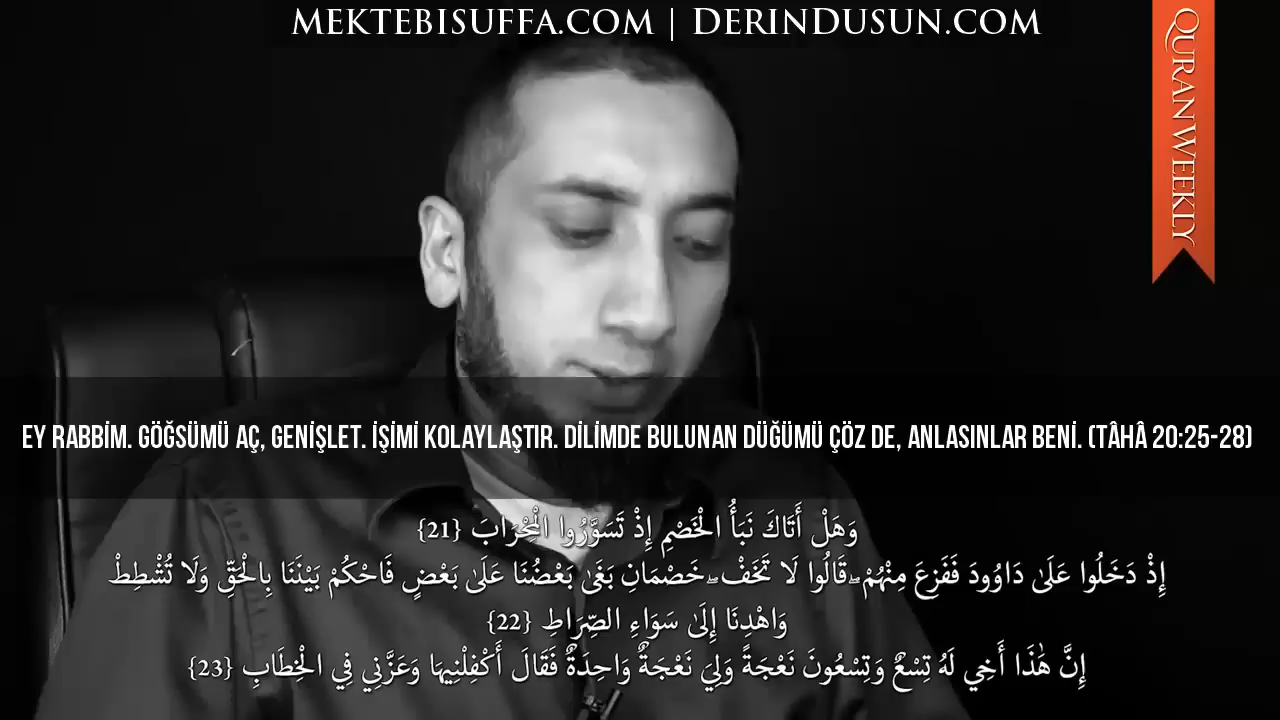 MEKTEBISUFFA.COM | DERINDUSUN.COM
QURANWEEKLY
EY RABBİM. GÖĞSÜMÜ AÇ, GENİŞLET. İŞİMİ KOLAYLAŞTIR. DİLİMDE BULUNAN DÜĞÜMÜ ÇÖZ DE, ANLASINLAR BENİ. (TÂHÂ 20:25-28)
وَهَلْ أَتَاكَ نَبَأُ الْخَصْمِ إِذْ تَسَوَّرُوا الْمِحْرَابَ {21}
إِذْ دَخَلُوا عَلَىٰ دَاوُودَ فَفَزِعَ مِنْهُمْ ۖ قَالُوا لَا تَخَفْ ۖ خَصْمَانِ بَغَىٰ بَعْضُنَا عَلَىٰ بَعْضٍ فَاحْكُمْ بَيْنَنَا بِالْحَقِّ وَلَا تُشْطِطْ
وَاهْدِنَا إِلَىٰ سَوَاءِ الصِّرَاطِ {22}
إِنَّ هَٰذَا أَخِي لَهُ تِسْعٌ وَتِسْعُونَ نَعْجَةً وَلِيَ نَعْجَةٌ وَاحِدَةٌ فَقَالَ أَكْفِلْنِيهَا وَعَزَّنِي فِي الْخِطَابِ {23}